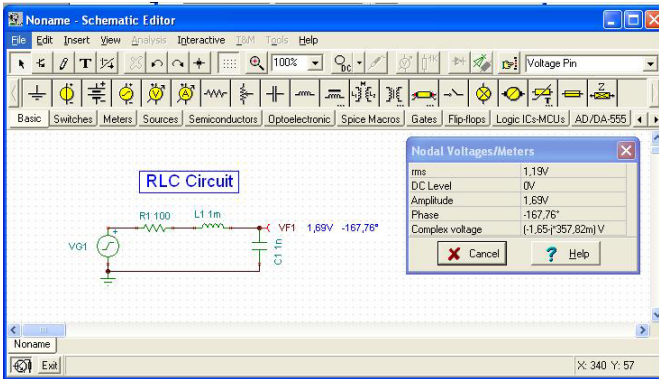 Noname - Schematic Editor
File Edit Insert View Analysis Interactive T&M Tools Help
T 100% DC Voltage Pin
Basic Switches Meters Sources Semiconductors Optoelectronic Spice Macros Gates Flip-flops Logic ICs-MCUs AD/DA-555
RLC Circuit
R1 100 L1 1m
VF1 1,69V -167,76°
VG1
C1 1n
Nodal Voltages/Meters
rms 1,19V
DC Level 0V
Amplitude 1,69V
Phase -167,76°
Complex voltage (-1,65-j*357,82m) V
Cancel ? Help
Noname
Exit X: 340 Y: 57